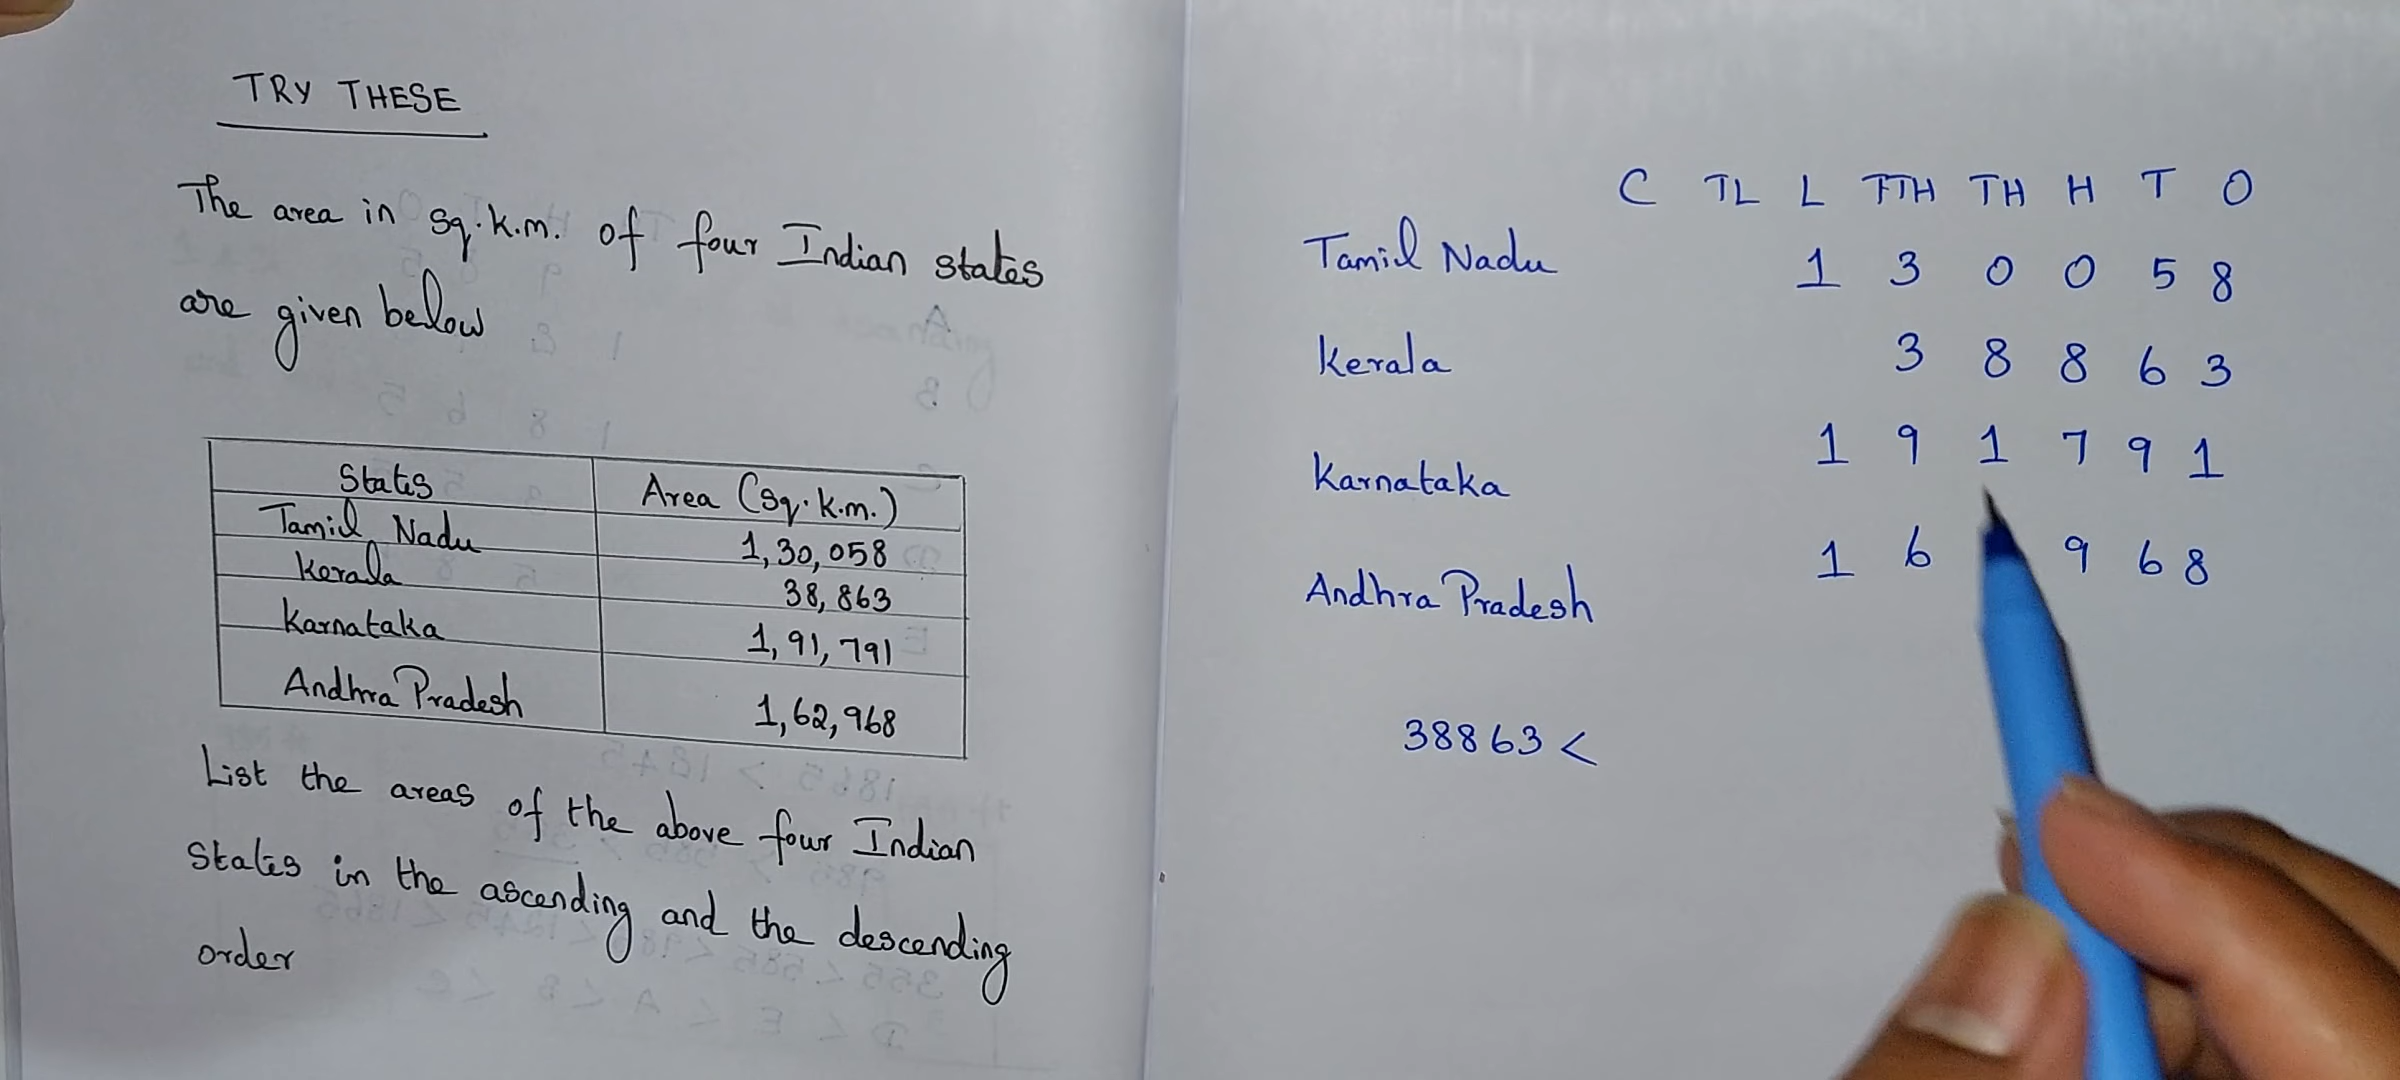 TRY THESE
The area in sq.k.m. of four Indian states
are given below
States Area (sq.k.m.)
Tamil Nadu 1,30,058
Kerala 38,863
Karnataka 1,91,791
Andhra Pradesh 1,62,968
List the areas of the above four Indian
States in the ascending and the descending
order
C TL L TTH TH H T O
Tamil Nadu 1 3 0 0 5 8
Kerala 3 8 8 6 3
Karnataka 1 9 1 7 9 1
Andhra Pradesh 1 6 9 6 8
38863 <